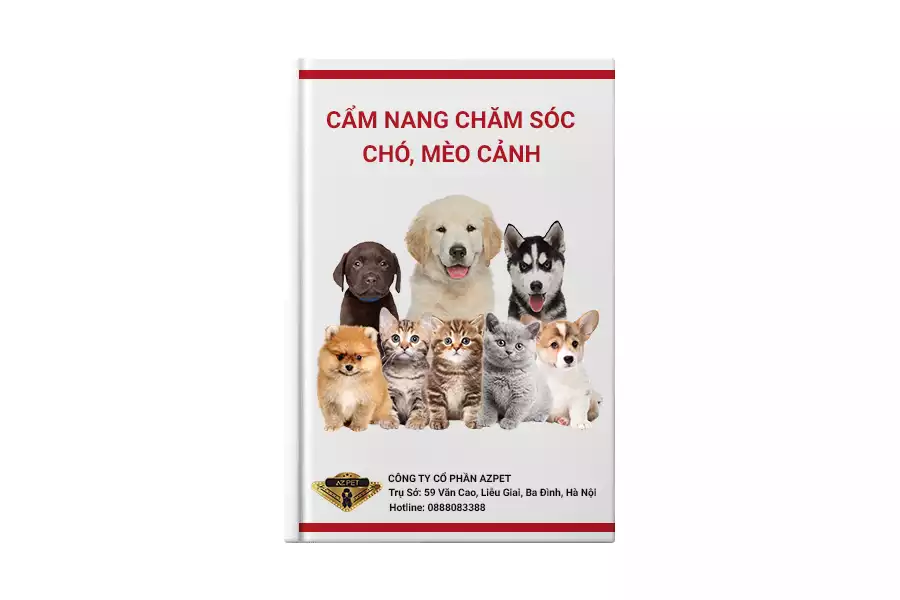 CẨM NANG CHĂM SÓC
CHÓ, MÈO CẢNH
AZPET
CÔNG TY CỔ PHẦN AZPET
Trụ Sở: 59 Văn Cao, Liễu Giai, Ba Đình, Hà Nội
Hotline: 0888083388